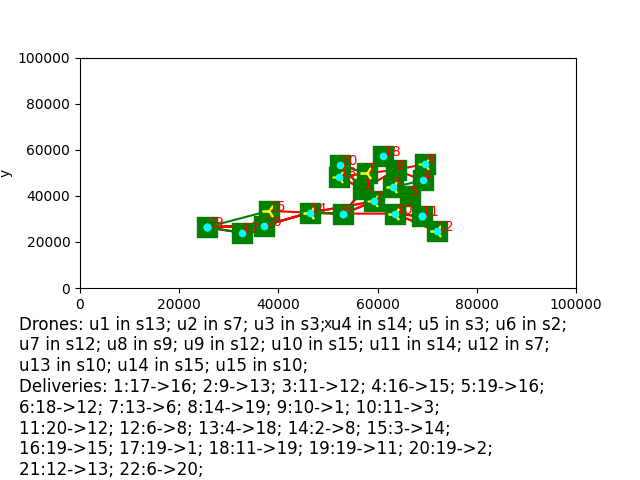 100000
80000
60000
y
40000
20000
0
0 20000 40000 60000 80000 100000
x
Drones: u1 in s13; u2 in s7; u3 in s3; u4 in s14; u5 in s3; u6 in s2;
u7 in s12; u8 in s9; u9 in s12; u10 in s15; u11 in s14; u12 in s7;
u13 in s10; u14 in s15; u15 in s10;
Deliveries: 1:17->16; 2:9->13; 3:11->12; 4:16->15; 5:19->16;
6:18->12; 7:13->6; 8:14->19; 9:10->1; 10:11->3;
11:20->12; 12:6->8; 13:4->18; 14:2->8; 15:3->14;
16:19->15; 17:19->1; 18:11->19; 19:19->11; 20:19->2;
21:12->13; 22:6->20;